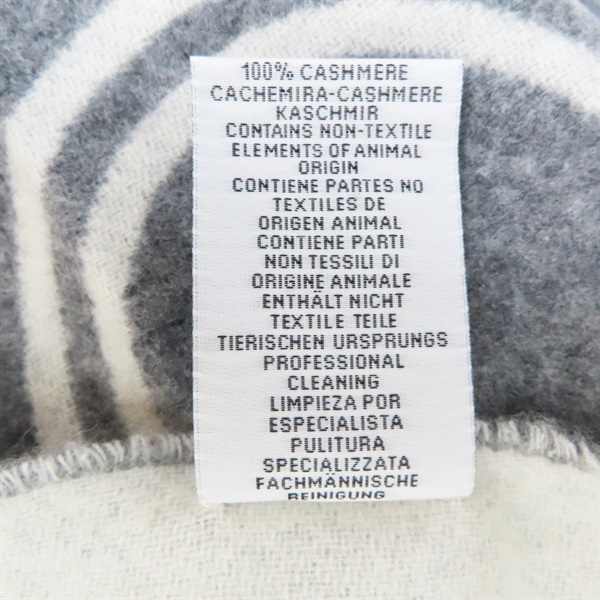 100% CASHMERE
CACHEMIRA-CASHMERE
KASCHMIR
CONTAINS NON-TEXTILE
ELEMENTS OF ANIMAL
ORIGIN
CONTIENE PARTES NO
TEXTILES DE
ORIGEN ANIMAL
CONTIENE PARTI
NON TESSILI DI
ORIGINE ANIMALE
ENTHÄLT NICHT
TEXTILE TEILE
TIERISCHEN URSPRUNGS
PROFESSIONAL
CLEANING
LIMPIEZA POR
ESPECIALISTA
PULITURA
SPECIALIZZATA
FACHMÄNNISCHE
REINIGUNG